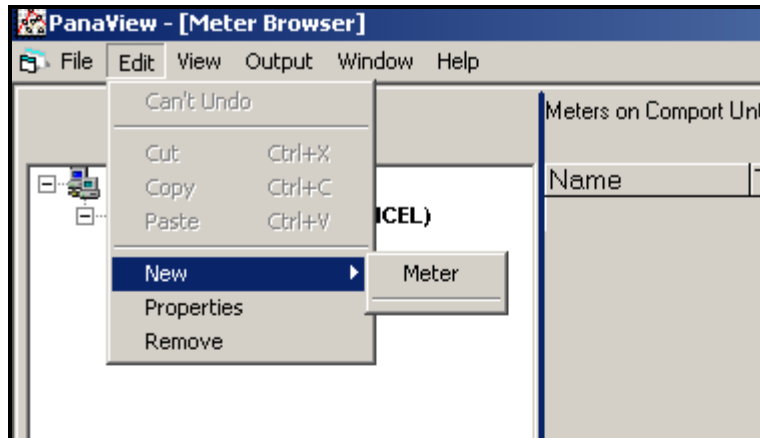 PanaView - [Meter Browser]
File Edit View Output Window Help
Can't Undo
Meters on Comport
Cut Ctrl+X
Name
Copy Ctrl+C
Paste Ctrl+V
ICEL)
New
Meter
Properties
Remove